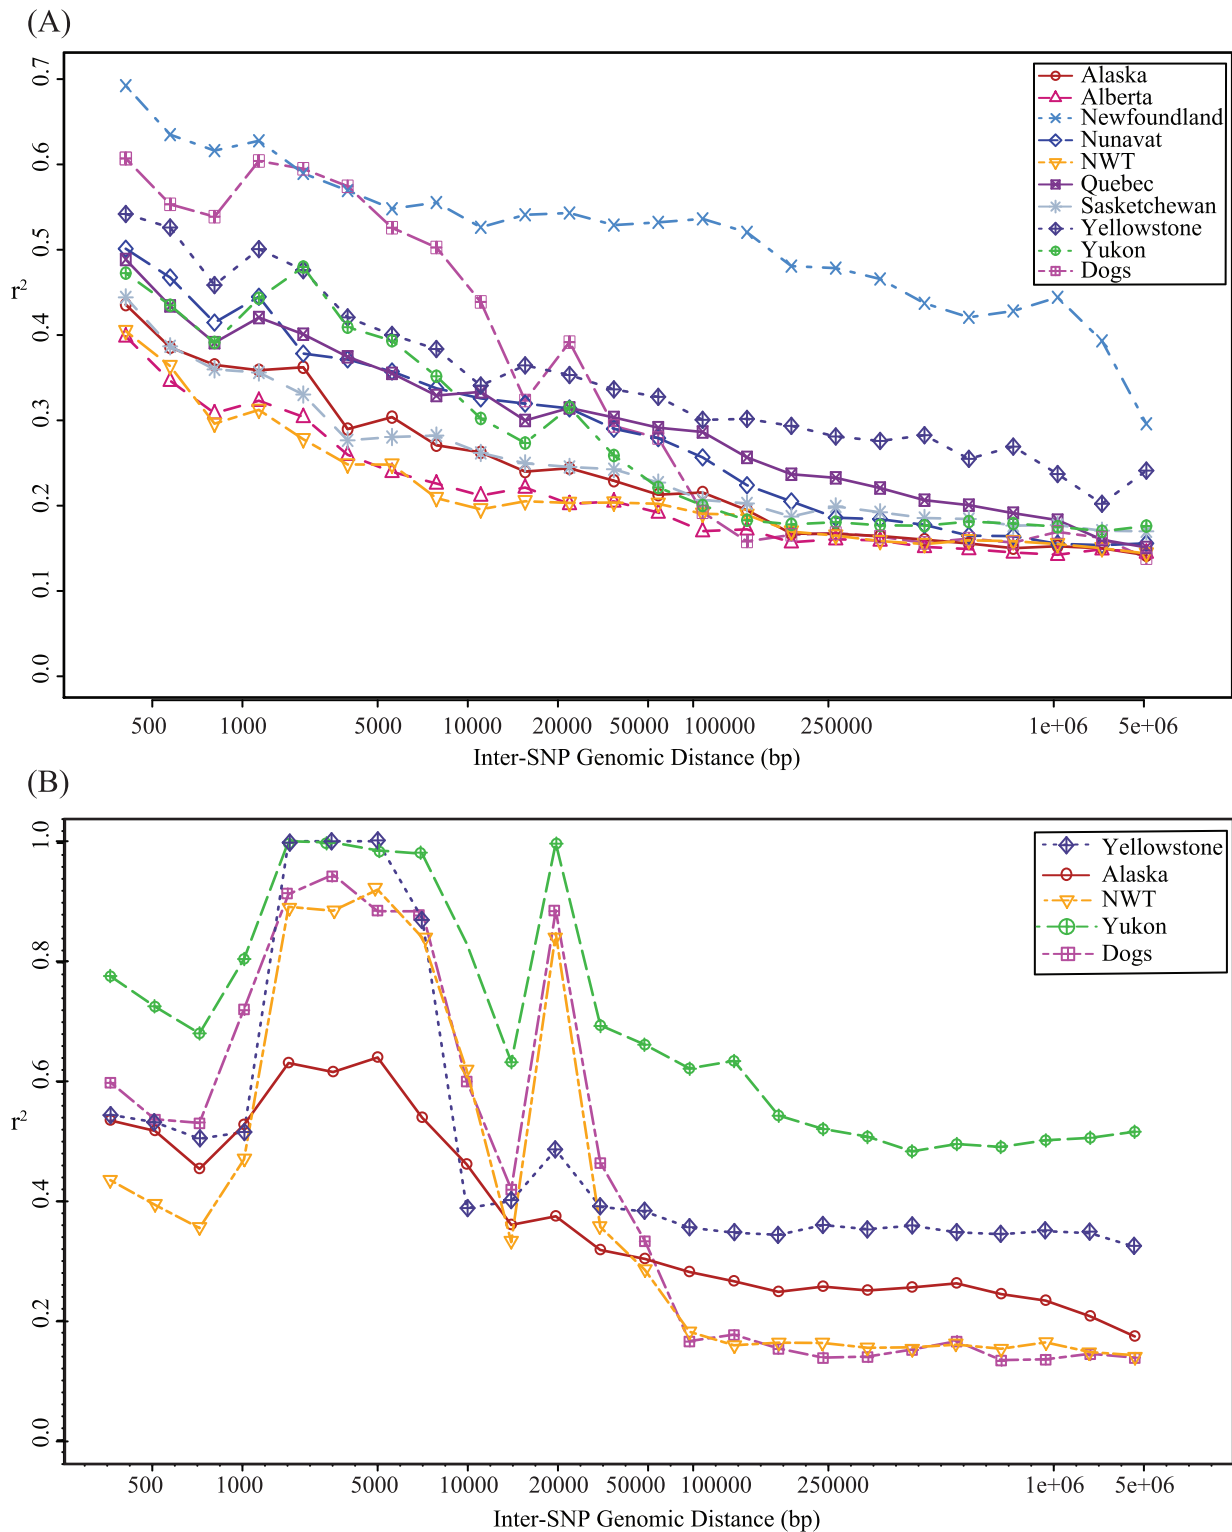 (A)
0.7
0.6
0.5
0.4
0.3
0.2
0.1
0.0
r2
Alaska
Alberta
Newfoundland
Nunavat
NWT
Quebec
Sasketchewan
Yellowstone
Yukon
Dogs
500 1000 5000 10000 20000 50000 100000 250000 1e+06 5e+06
Inter-SNP Genomic Distance (bp)
(B)
1.0
0.8
0.6
0.4
0.2
0.0
r2
Yellowstone
Alaska
NWT
Yukon
Dogs
500 1000 5000 10000 20000 50000 100000 250000 1e+06 5e+06
Inter-SNP Genomic Distance (bp)